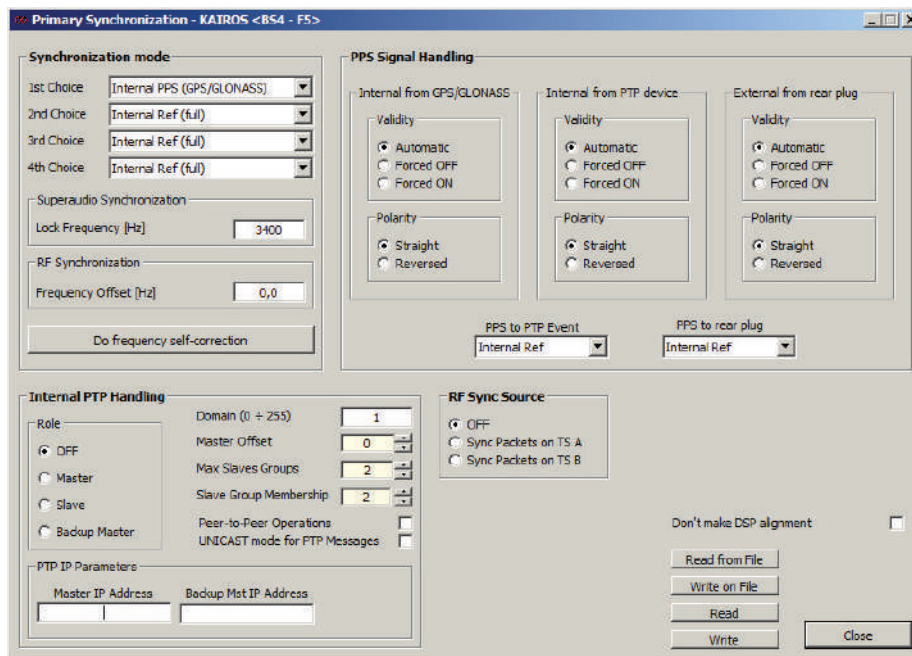 Primary Synchronization - KAIROS <BS4 - F5>
Synchronization mode
1st Choice Internal PPS (GPS/GLONASS)
2nd Choice Internal Ref (full)
3rd Choice Internal Ref (full)
4th Choice Internal Ref (full)
Superaudio Synchronization
Lock Frequency [Hz] 3400
RF Synchronization
Frequency Offset [Hz] 0,0
Do frequency self-correction
PPS Signal Handling
Internal from GPS/GLONASS
Validity
Automatic
Forced OFF
Forced ON
Polarity
Straight
Reversed
Internal from PTP device
Validity
Automatic
Forced OFF
Forced ON
Polarity
Straight
Reversed
External from rear plug
Validity
Automatic
Forced OFF
Forced ON
Polarity
Straight
Reversed
PPS to PTP Event
Internal Ref
PPS to rear plug
Internal Ref
Internal PTP Handling
Role
OFF
Master
Slave
Backup Master
Domain (0 ÷ 255) 1
Master Offset 0
Max Slaves Groups 2
Slave Group Membership 2
Peer-to-Peer Operations
UNICAST mode for PTP Messages
PTP IP Parameters
Master IP Address
Backup Mst IP Address
RF Sync Source
OFF
Sync Packets on TS A
Sync Packets on TS B
Don't make DSP alignment
Read from File
Write on File
Read
Write
Close